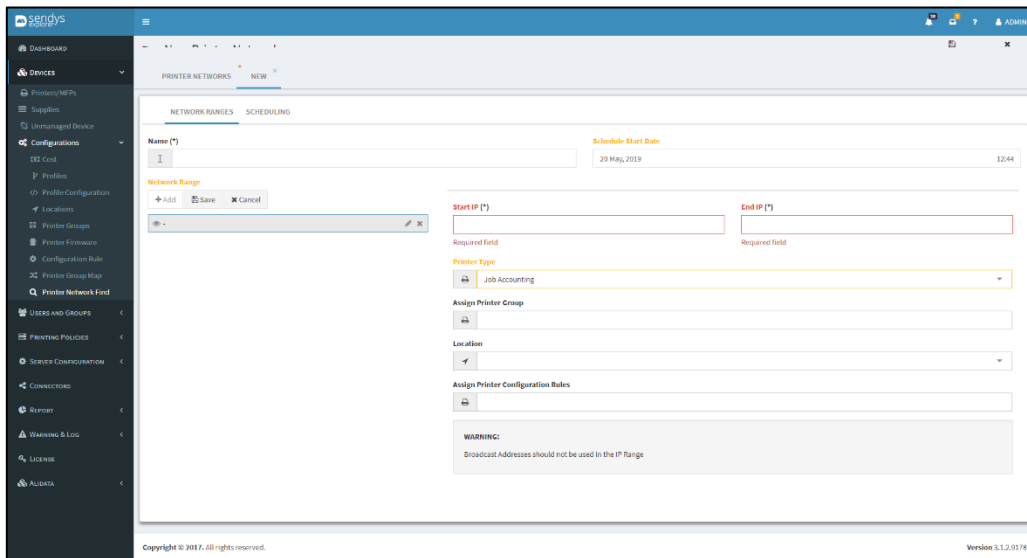 sendys
explorer
ADMIN
DASHBOARD
DEVICES
Printers/MFPs
Supplies
Unmanaged Device
Configurations
Cost
Profiles
Profile Configuration
Locations
Printer Groups
Printer Firmware
Configuration Rule
Printer Group Map
Printer Network Find
USERS AND GROUPS
PRINTING POLICIES
SERVER CONFIGURATION
CONNECTORS
REPORT
WARNING & LOG
LICENSE
ALIDATA
PRINTER NETWORKS
NEW
NETWORK RANGES SCHEDULING
Name (*)
Schedule Start Date
20 May, 2019 12:44
Network Range
+Add Save Cancel
-
Start IP (*) End IP (*)
Required field Required field
Printer Type
Job Accounting
Assign Printer Group
Location
Assign Printer Configuration Rules
WARNING:
Broadcast Addresses should not be used in the IP Range
Copyright © 2017. All rights reserved. Version 3.1.2.9178